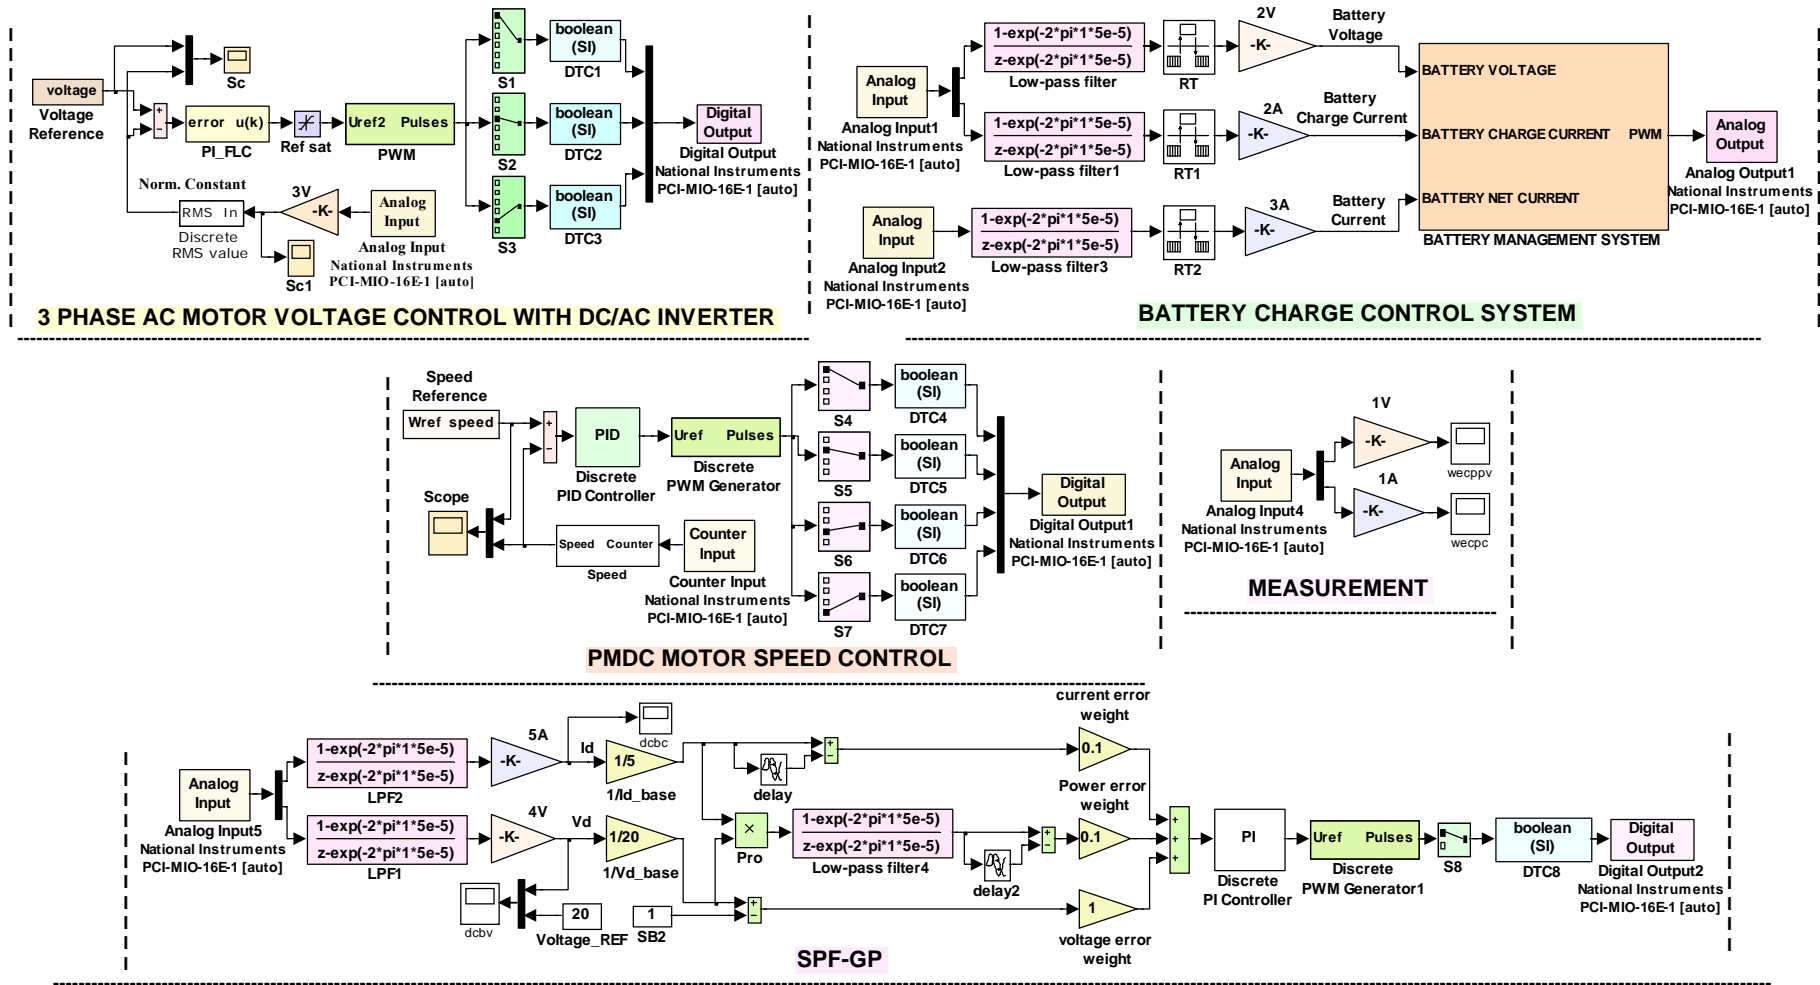 voltage
Voltage
Reference
Sc
+
−
error u(k)
PI_FLC
Ref sat
Uref2 Pulses
PWM
S1
S2
S3
boolean
(SI)
DTC1
boolean
(SI)
DTC2
boolean
(SI)
DTC3
Digital
Output
Digital Output
National Instruments
PCI-MIO-16E-1 [auto]
Norm. Constant
RMS In
Discrete
RMS value
3V
-K-
Analog
Input
Analog Input
National Instruments
PCI-MIO-16E-1 [auto]
Sc1
3 PHASE AC MOTOR VOLTAGE CONTROL WITH DC/AC INVERTER
Analog
Input
Analog Input1
National Instruments
PCI-MIO-16E-1 [auto]
1-exp(-2*pi*1*5e-5)
z-exp(-2*pi*1*5e-5)
Low-pass filter
RT
2V
-K-
Battery
Voltage
1-exp(-2*pi*1*5e-5)
z-exp(-2*pi*1*5e-5)
Low-pass filter1
RT1
2A
-K-
Battery
Charge Current
Analog
Input
Analog Input2
National Instruments
PCI-MIO-16E-1 [auto]
1-exp(-2*pi*1*5e-5)
z-exp(-2*pi*1*5e-5)
Low-pass filter3
RT2
3A
-K-
Battery
Current
BATTERY VOLTAGE
BATTERY CHARGE CURRENT PWM
BATTERY NET CURRENT
BATTERY MANAGEMENT SYSTEM
Analog
Output
Analog Output1
National Instruments
PCI-MIO-16E-1 [auto]
BATTERY CHARGE CONTROL SYSTEM
Speed
Reference
Wref speed
+
−
PID
Discrete
PID Controller
Uref Pulses
Discrete
PWM Generator
Scope
Speed Counter
Speed
Counter
Input
Counter Input
National Instruments
PCI-MIO-16E-1 [auto]
S4
S5
S6
S7
boolean
(SI)
DTC4
boolean
(SI)
DTC5
boolean
(SI)
DTC6
boolean
(SI)
DTC7
Digital
Output
Digital Output1
National Instruments
PCI-MIO-16E-1 [auto]
PMDC MOTOR SPEED CONTROL
Analog
Input
Analog Input4
National Instruments
PCI-MIO-16E-1 [auto]
1V
-K-
wecppv
1A
-K-
wecpc
MEASUREMENT
Analog
Input
Analog Input5
National Instruments
PCI-MIO-16E-1 [auto]
1-exp(-2*pi*1*5e-5)
z-exp(-2*pi*1*5e-5)
LPF2
1-exp(-2*pi*1*5e-5)
z-exp(-2*pi*1*5e-5)
LPF1
5A
-K-
Id
dcbc
1/5
1/Id_base
4V
-K-
Vd
1/20
1/Vd_base
dcbv
20
Voltage_REF
1
SB2
+
−
delay
×
Pro
1-exp(-2*pi*1*5e-5)
z-exp(-2*pi*1*5e-5)
Low-pass filter4
delay2
+
−
+
−
current error
weight
0.1
Power error
weight
0.1
1
voltage error
weight
+
+
+
PI
Discrete
PI Controller
Uref Pulses
Discrete
PWM Generator1
S8
boolean
(SI)
DTC8
Digital
Output
Digital Output2
National Instruments
PCI-MIO-16E-1 [auto]
SPF-GP